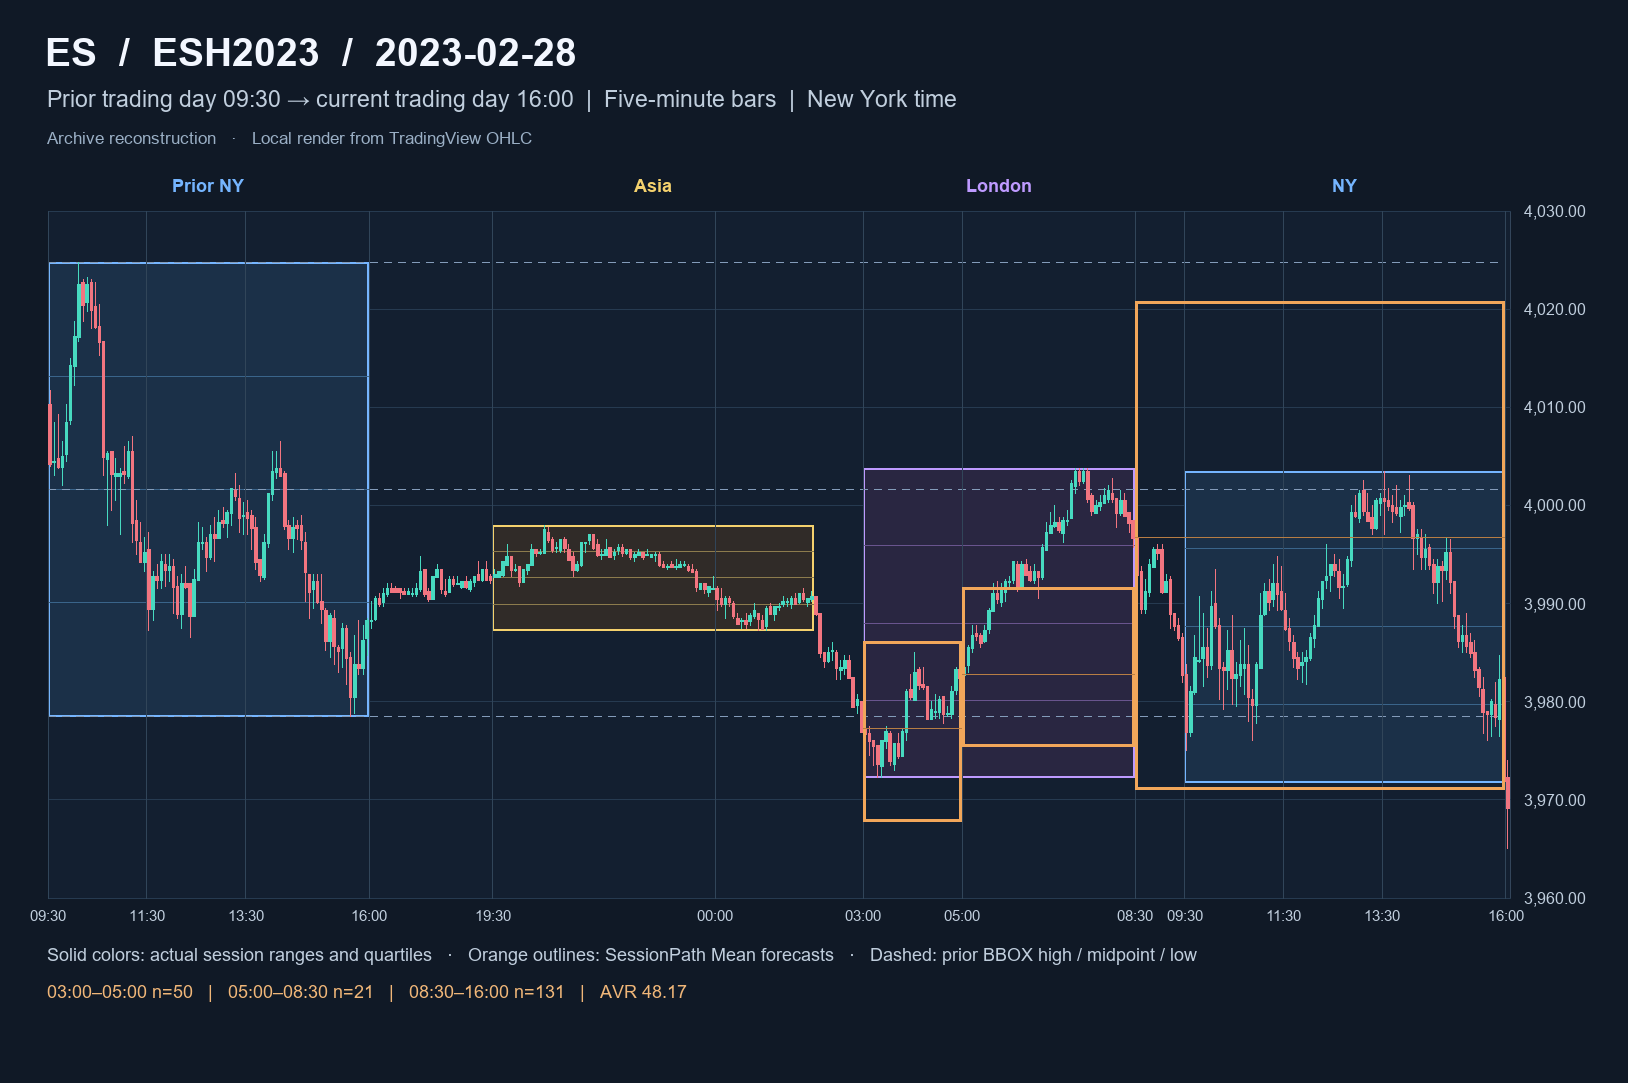 ES / ESH2023 / 2023-02-28
Prior trading day 09:30 → current trading day 16:00 | Five-minute bars | New York time
Archive reconstruction · Local render from TradingView OHLC
Prior NY Asia London NY
4,030.00
4,020.00
4,010.00
4,000.00
3,990.00
3,980.00
3,970.00
3,960.00
09:30 11:30 13:30 16:00 19:30 00:00 03:00 05:00 08:30 09:30 11:30 13:30 16:00
Solid colors: actual session ranges and quartiles · Orange outlines: SessionPath Mean forecasts · Dashed: prior BBOX high / midpoint / low
03:00–05:00 n=50 | 05:00–08:30 n=21 | 08:30–16:00 n=131 | AVR 48.17